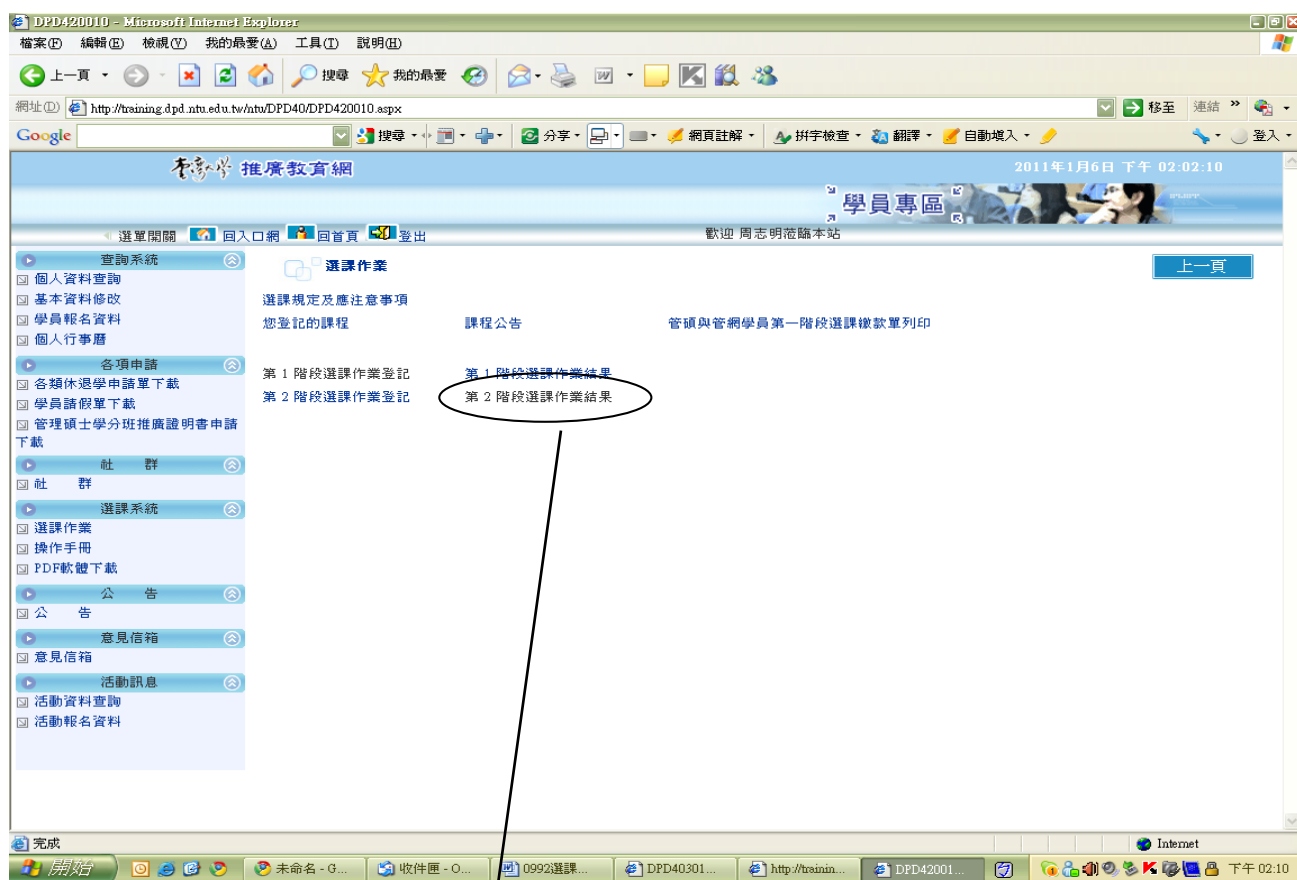 DPD420010 - Microsoft Internet Explorer
檔案(F) 編輯(E) 檢視(V) 我的最愛(A) 工具(T) 說明(H)
上一頁 搜尋 我的最愛
網址(D) http://training.dpd.ntu.edu.tw/ntu/DPD40/DPD420010.aspx 移至 連結 »
Google 搜尋 分享 網頁註解 拼字檢查 翻譯 自動填入 登入
推廣教育網 2011年1月6日 下午 02:02:10
學員專區
選單開關 回入口網 回首頁 登出 歡迎 周志明蒞臨本站
查詢系統
個人資料查詢
基本資料修改
學員報名資料
個人行事曆
各項申請
各類休退學申請單下載
學員請假單下載
管理碩士學分班推廣證明書申請
下載
社 群
社 群
選課系統
選課作業
操作手冊
PDF軟體下載
公 告
公 告
意見信箱
意見信箱
活動訊息
活動資料查詢
活動報名資料
選課作業 上一頁
選課規定及應注意事項
您登記的課程 課程公告 管碩與管網學員第一階段選課繳款單列印
第 1 階段選課作業登記 第 1 階段選課作業結果
第 2 階段選課作業登記 第 2 階段選課作業結果
完成 Internet
開始 未命名 - G... 收件匣 - O... 0992選課... DPD40301... http://trainin... DPD42001... 下午 02:10